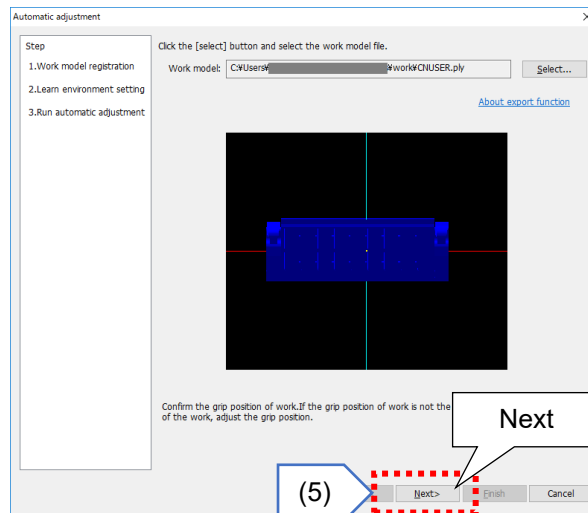 Automatic adjustment
Step
1.Work model registration
2.Learn environment setting
3.Run automatic adjustment
Click the [select] button and select the work model file.
Work model:
C:¥Users¥ ¥work¥CNUSER.ply
Select...
About export function
Confirm the grip position of work.If the grip position of work is not the
of the work, adjust the grip position.
Next
(5)
Next>
Finish
Cancel